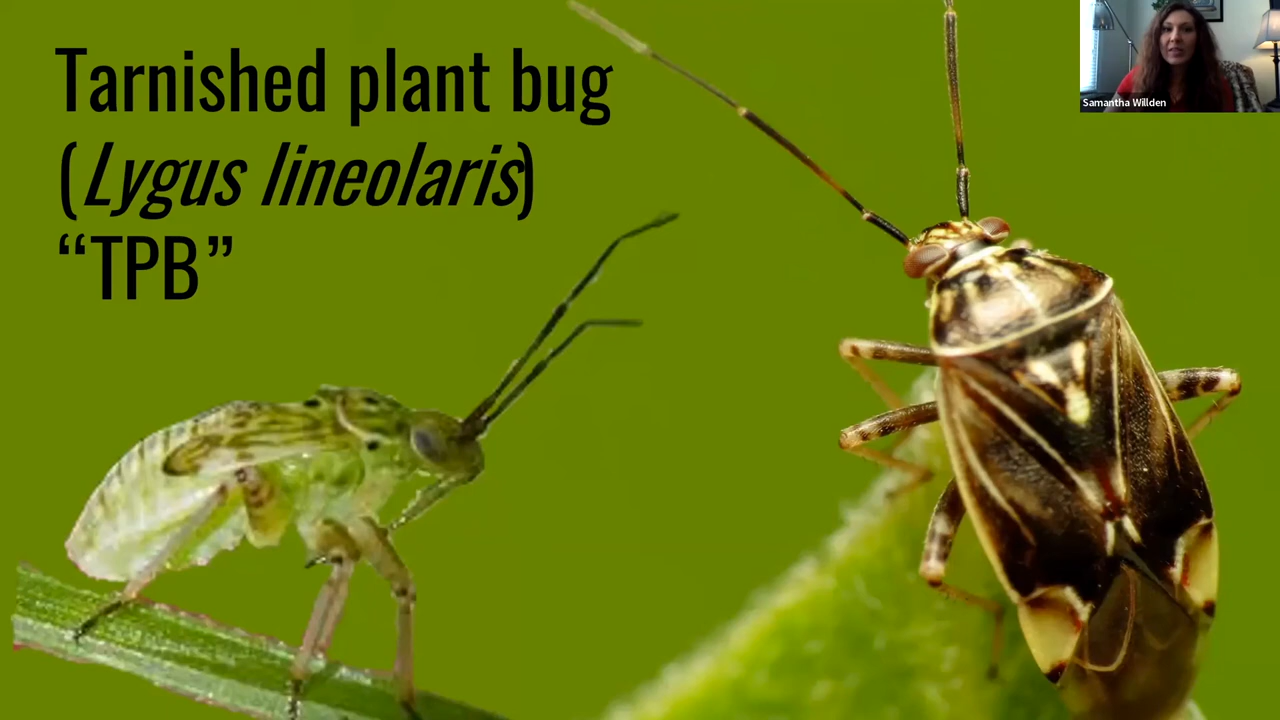 Tarnished plant bug
(Lygus lineolaris)
“TPB”
Samantha Willden